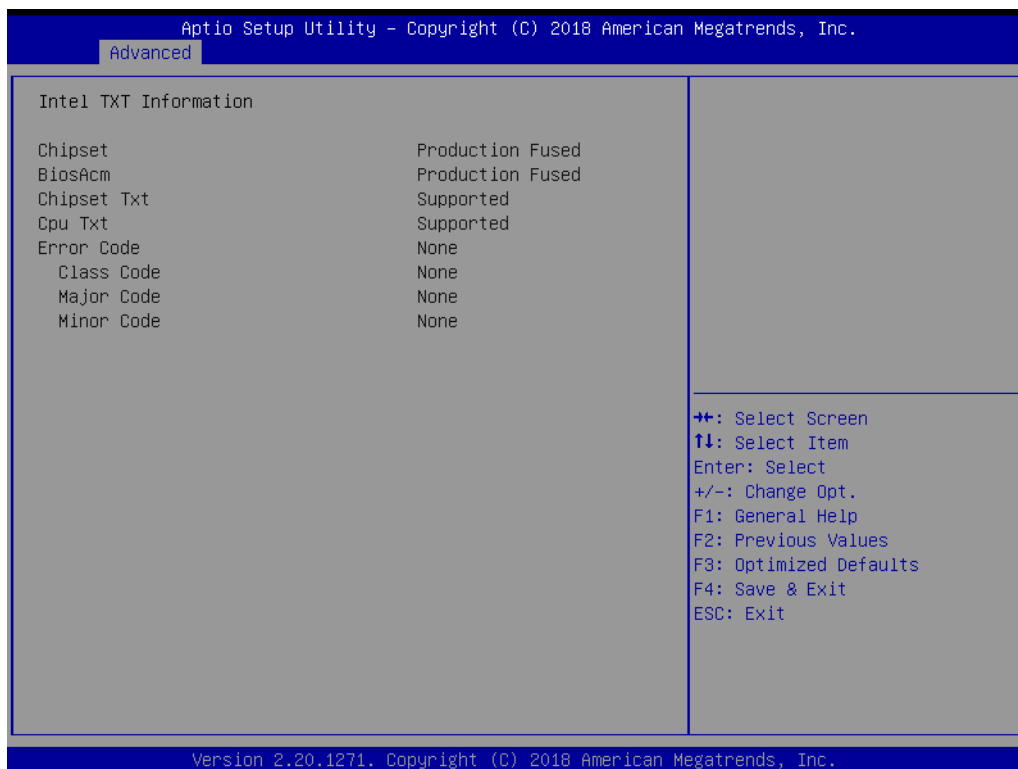 Aptio Setup Utility – Copyright (C) 2018 American Megatrends, Inc.
Advanced
Intel TXT Information
Chipset Production Fused
BiosAcm Production Fused
Chipset Txt Supported
Cpu Txt Supported
Error Code None
Class Code None
Major Code None
Minor Code None
→←: Select Screen
↑↓: Select Item
Enter: Select
+/-: Change Opt.
F1: General Help
F2: Previous Values
F3: Optimized Defaults
F4: Save & Exit
ESC: Exit
Version 2.20.1271. Copyright (C) 2018 American Megatrends, Inc.